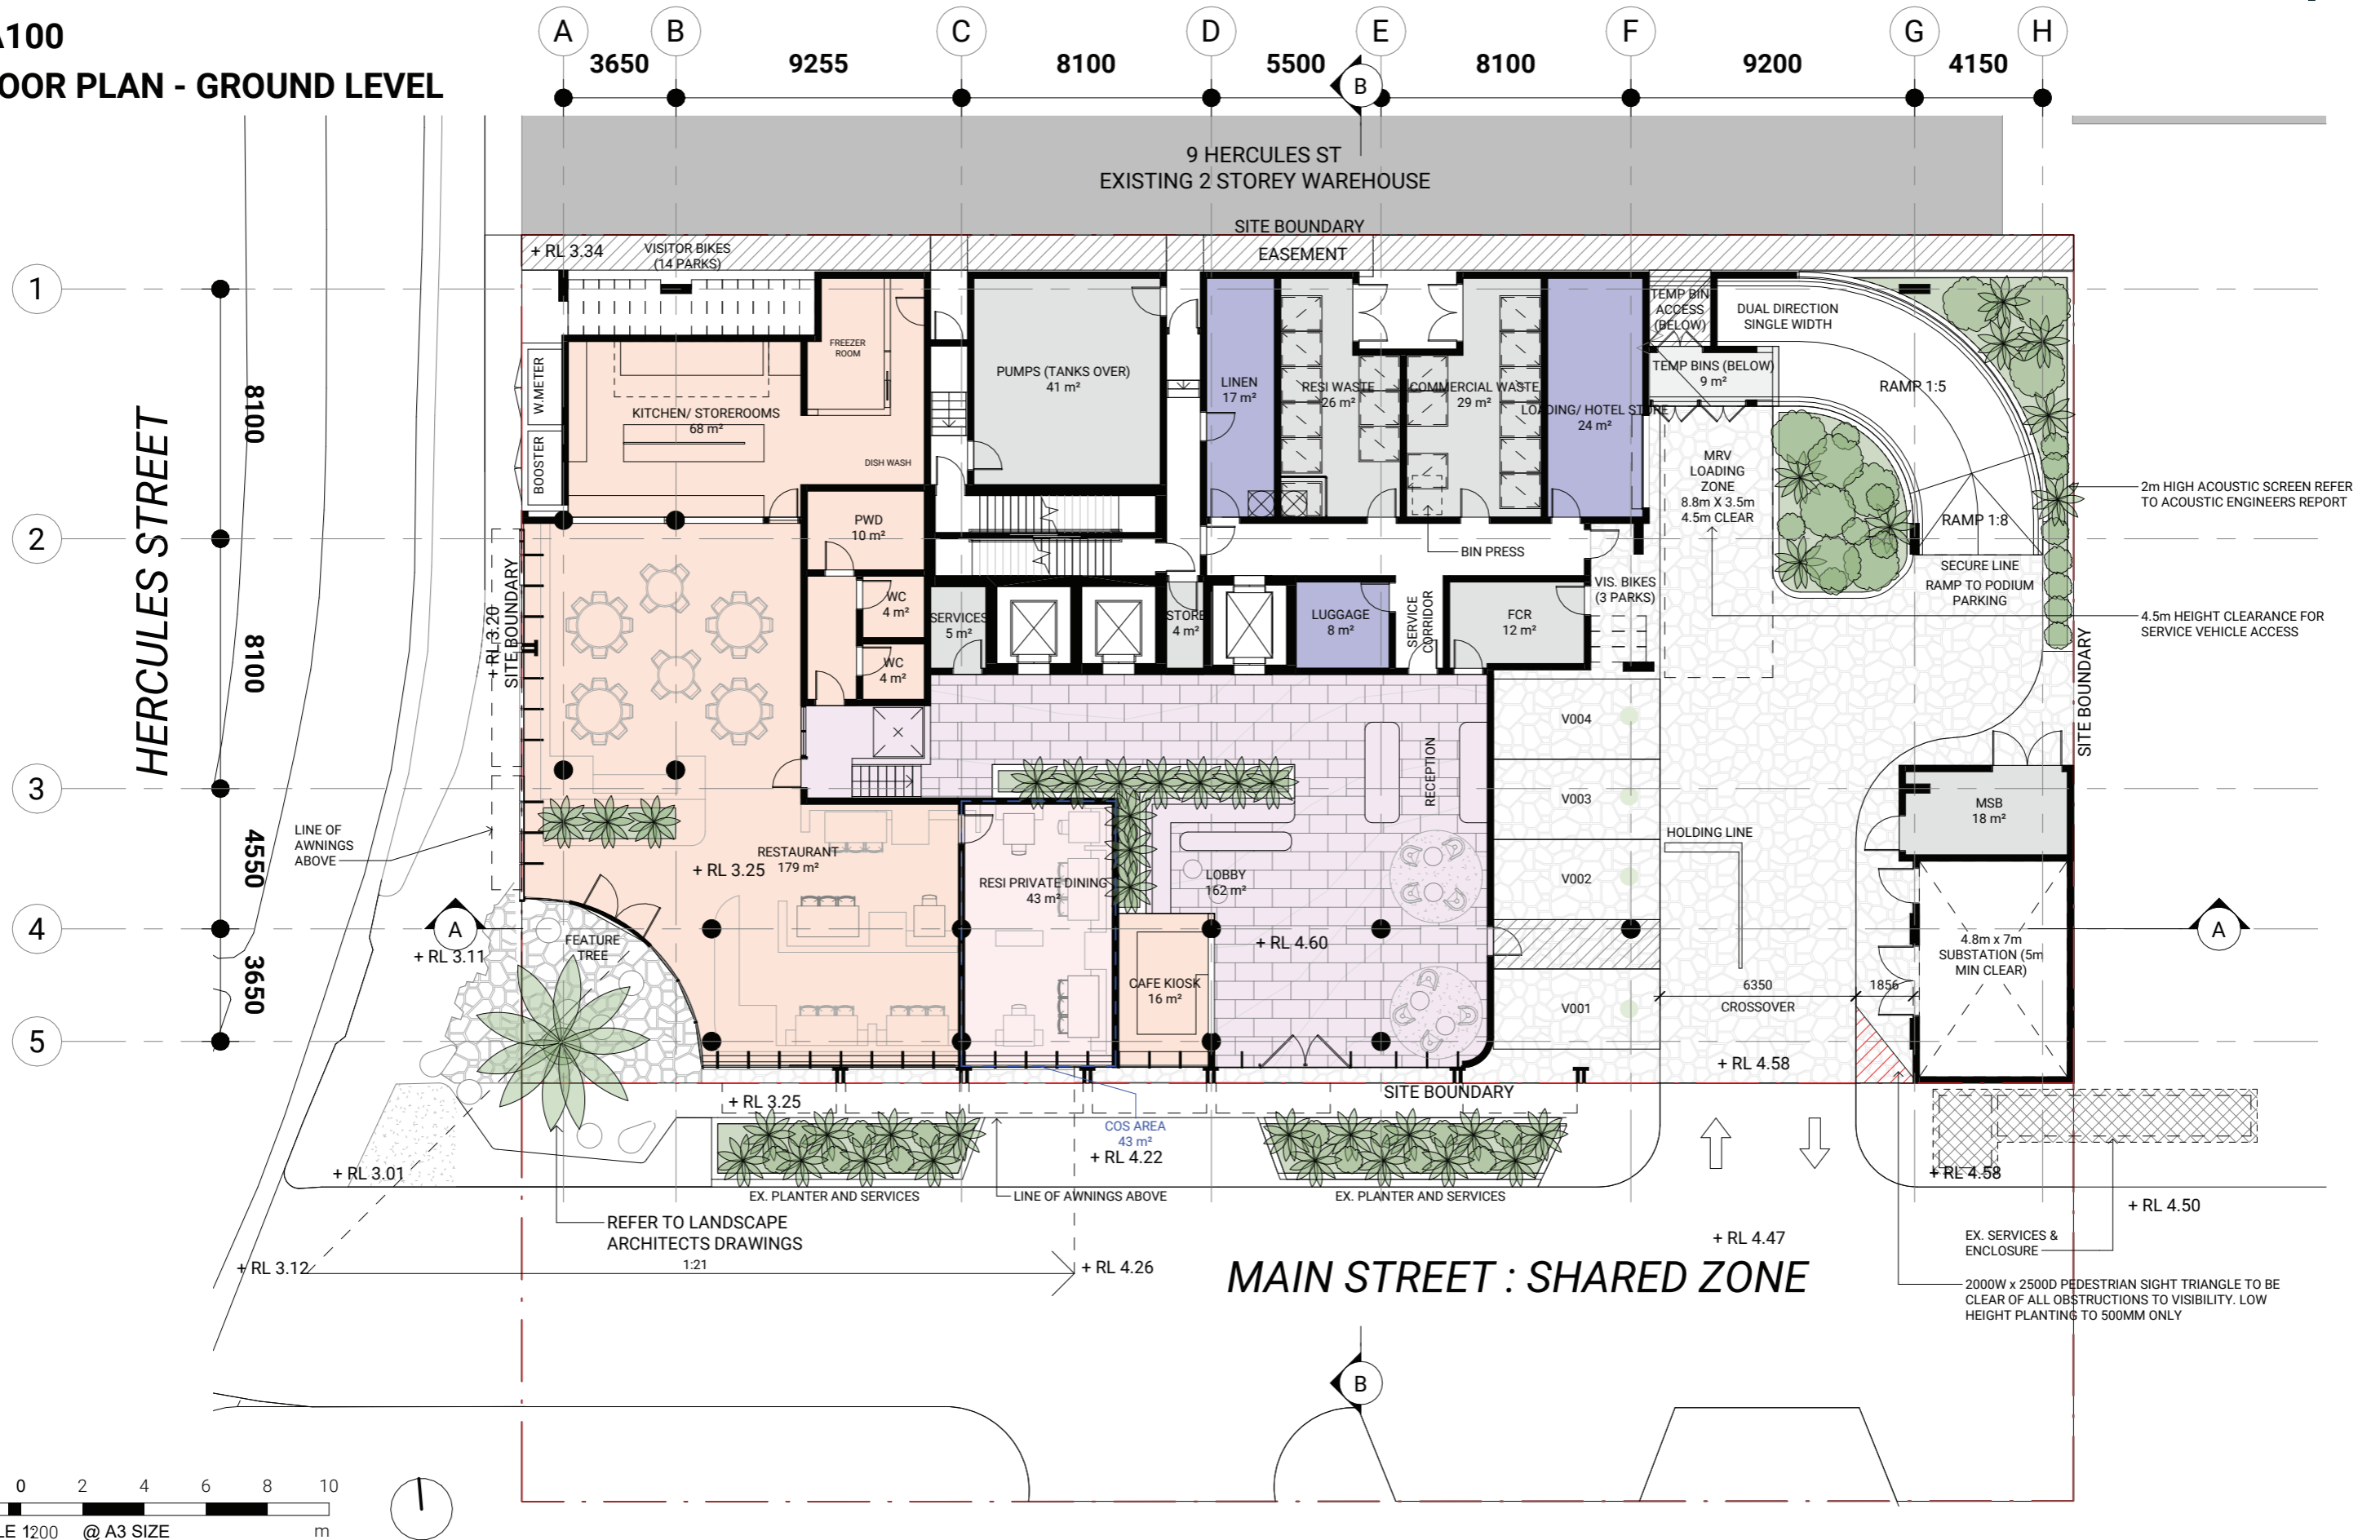 A100
FLOOR PLAN - GROUND LEVEL
A
B
C
D
E
F
G
H
3650
9255
8100
5500
8100
9200
4150
B
9 HERCULES ST
EXISTING 2 STOREY WAREHOUSE
SITE BOUNDARY
EASEMENT
+ RL 3.34
VISITOR BIKES
(14 PARKS)
1
2
3
4
5
8100
8100
4550
3650
HERCULES STREET
W.METER
BOOSTER
KITCHEN/ STOREROOMS
68 m²
FREEZER
ROOM
DISH WASH
PUMPS (TANKS OVER)
41 m²
LINEN
17 m²
RESI WASTE
26 m²
COMMERCIAL WASTE
29 m²
LOADING/ HOTEL STORE
24 m²
TEMP BIN
ACCESS
(BELOW)
TEMP BINS (BELOW)
9 m²
DUAL DIRECTION
SINGLE WIDTH
RAMP 1:5
RAMP 1:8
MRV
LOADING
ZONE
8.8m X 3.5m
4.5m CLEAR
2m HIGH ACOUSTIC SCREEN REFER
TO ACOUSTIC ENGINEERS REPORT
SECURE LINE
RAMP TO PODIUM
PARKING
4.5m HEIGHT CLEARANCE FOR
SERVICE VEHICLE ACCESS
SITE BOUNDARY
PWD
10 m²
WC
4 m²
WC
4 m²
SERVICES
5 m²
STORE
4 m²
LUGGAGE
8 m²
SERVICE
CORRIDOR
FCR
12 m²
BIN PRESS
VIS. BIKES
(3 PARKS)
+ RL 3.20
SITE BOUNDARY
LINE OF
AWNINGS
ABOVE
RESTAURANT
179 m²
+ RL 3.25
RESI PRIVATE DINING
43 m²
LOBBY
162 m²
RECEPTION
+ RL 4.60
CAFE KIOSK
16 m²
V004
V003
V002
V001
HOLDING LINE
MSB
18 m²
4.8m x 7m
SUBSTATION (5m
MIN CLEAR)
6350
1856
CROSSOVER
+ RL 4.58
A
A
+ RL 3.11
FEATURE
TREE
+ RL 3.25
SITE BOUNDARY
COS AREA
43 m²
+ RL 4.22
+ RL 3.01
EX. PLANTER AND SERVICES
LINE OF AWNINGS ABOVE
EX. PLANTER AND SERVICES
+ RL 4.58
+ RL 4.50
REFER TO LANDSCAPE
ARCHITECTS DRAWINGS
+ RL 3.12
1:21
+ RL 4.26
+ RL 4.47
MAIN STREET : SHARED ZONE
EX. SERVICES &
ENCLOSURE
2000W x 2500D PEDESTRIAN SIGHT TRIANGLE TO BE
CLEAR OF ALL OBSTRUCTIONS TO VISIBILITY. LOW
HEIGHT PLANTING TO 500MM ONLY
B
0 2 4 6 8 10
LE 1200 @ A3 SIZE m